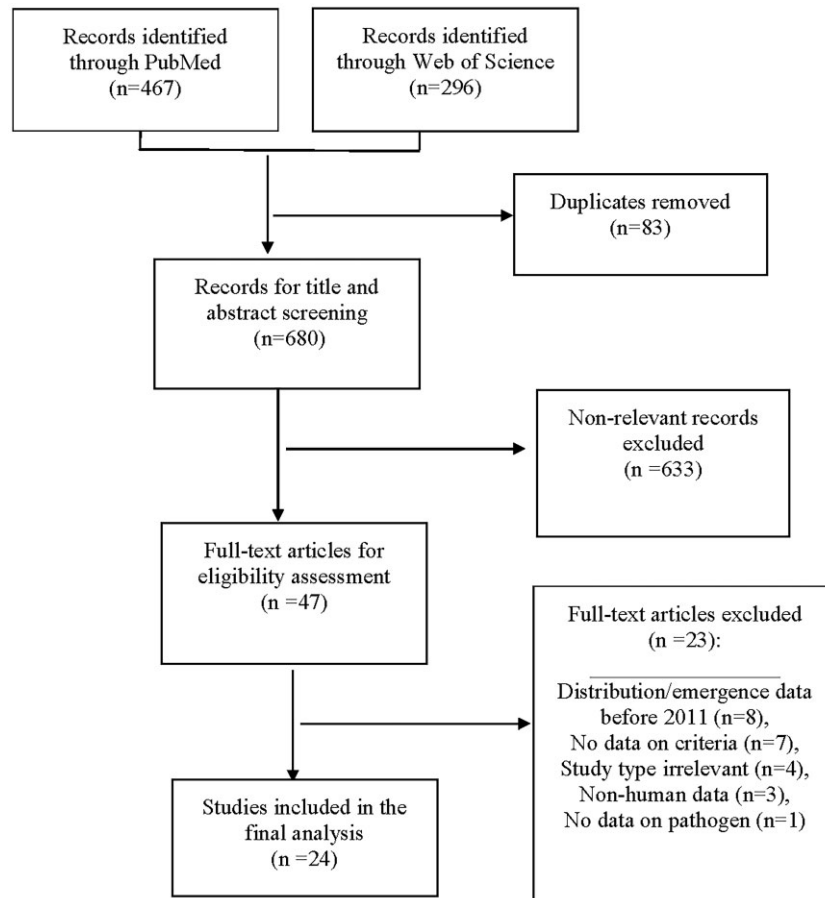 Records identified
through PubMed
(n=467)
Records identified
through Web of Science
(n=296)
Duplicates removed
(n=83)
Records for title and
abstract screening
(n=680)
Non-relevant records
excluded
(n =633)
Full-text articles for
eligibility assessment
(n =47)
Full-text articles excluded
(n =23):
Distribution/emergence data
before 2011 (n=8),
No data on criteria (n=7),
Study type irrelevant (n=4),
Non-human data (n=3),
No data on pathogen (n=1)
Studies included in the
final analysis
(n =24)